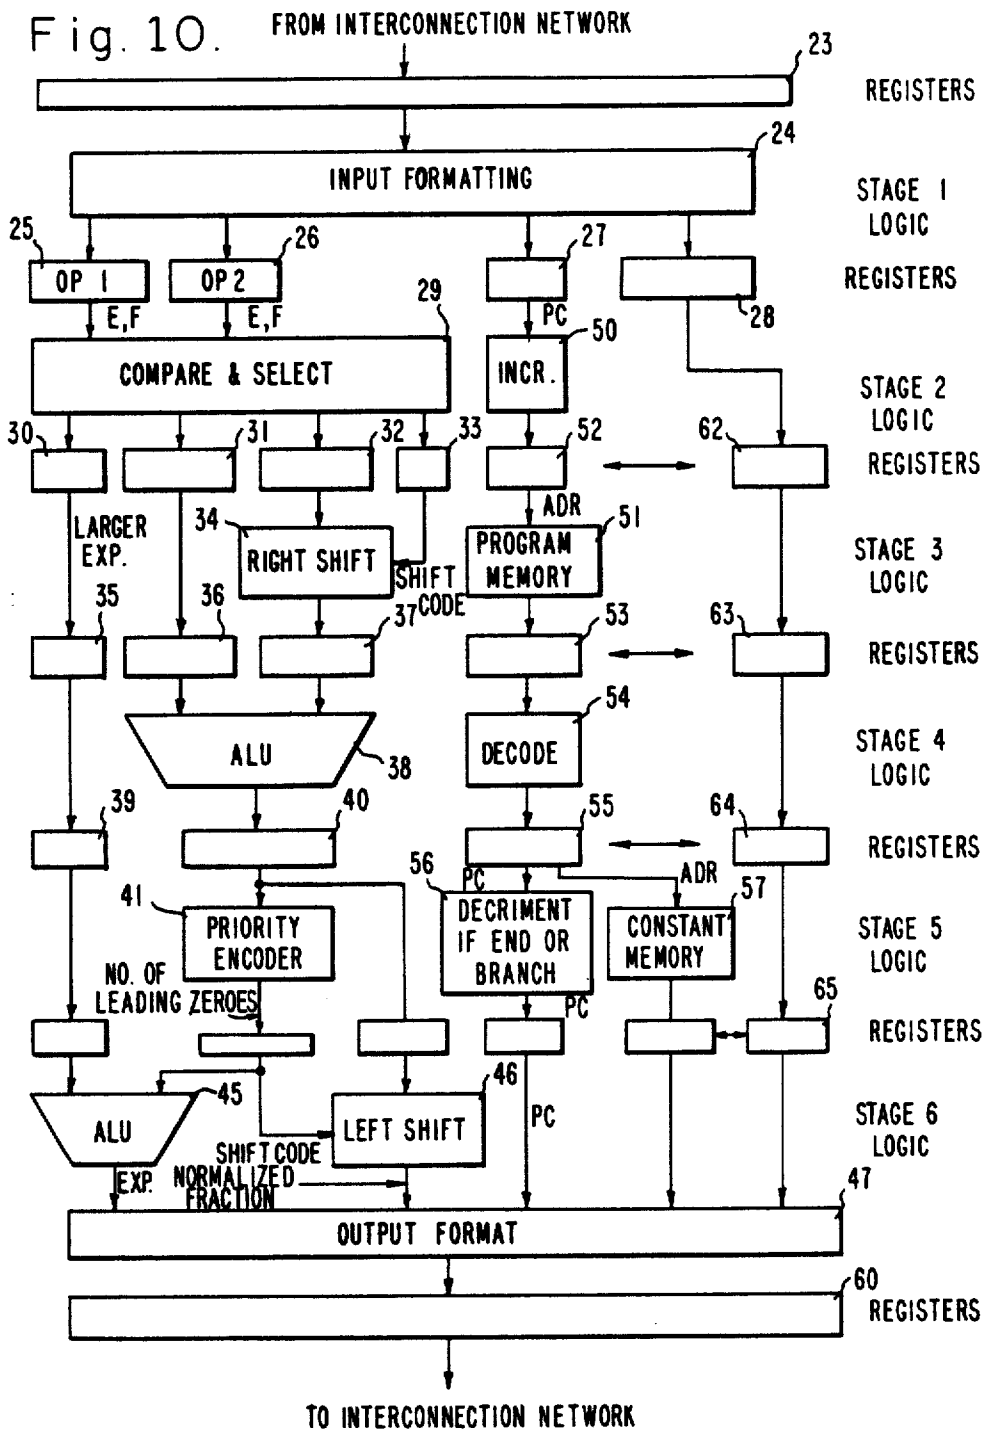 Fig. 10.
FROM INTERCONNECTION NETWORK
23
REGISTERS
24
INPUT FORMATTING
STAGE 1
LOGIC
25
26
27
OP 1
OP 2
REGISTERS
28
E,F
E,F
29
PC
50
COMPARE & SELECT
INCR.
STAGE 2
LOGIC
30
31
32
33
52
62
REGISTERS
LARGER
EXP.
34
RIGHT SHIFT
SHIFT
CODE
ADR
51
PROGRAM
MEMORY
STAGE 3
LOGIC
35
36
37
53
63
REGISTERS
ALU
38
54
DECODE
STAGE 4
LOGIC
39
40
55
64
REGISTERS
41
PRIORITY
ENCODER
56
PC
DECRIMENT
IF END OR
BRANCH
ADR
57
CONSTANT
MEMORY
STAGE 5
LOGIC
NO. OF
LEADING ZEROES
PC
65
REGISTERS
45
ALU
46
LEFT SHIFT
PC
STAGE 6
LOGIC
SHIFT CODE
EXP.
NORMALIZED
FRACTION
47
OUTPUT FORMAT
60
REGISTERS
TO INTERCONNECTION NETWORK